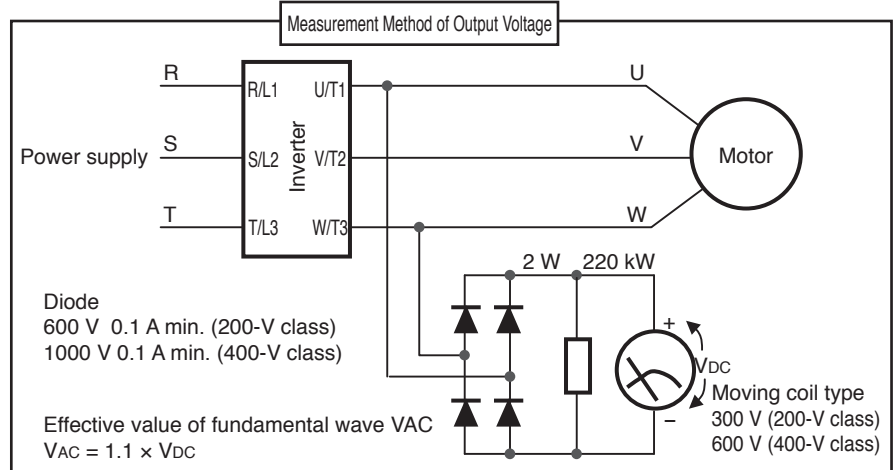 Measurement Method of Output Voltage
R
R/L1
U/T1
U
Power supply
S
S/L2
Inverter
V/T2
V
Motor
T
T/L3
W/T3
W
2 W 220 kW
Diode
600 V 0.1 A min. (200-V class)
1000 V 0.1 A min. (400-V class)
+
VDC
−
Moving coil type
300 V (200-V class)
600 V (400-V class)
Effective value of fundamental wave VAC
VAC = 1.1 × VDC